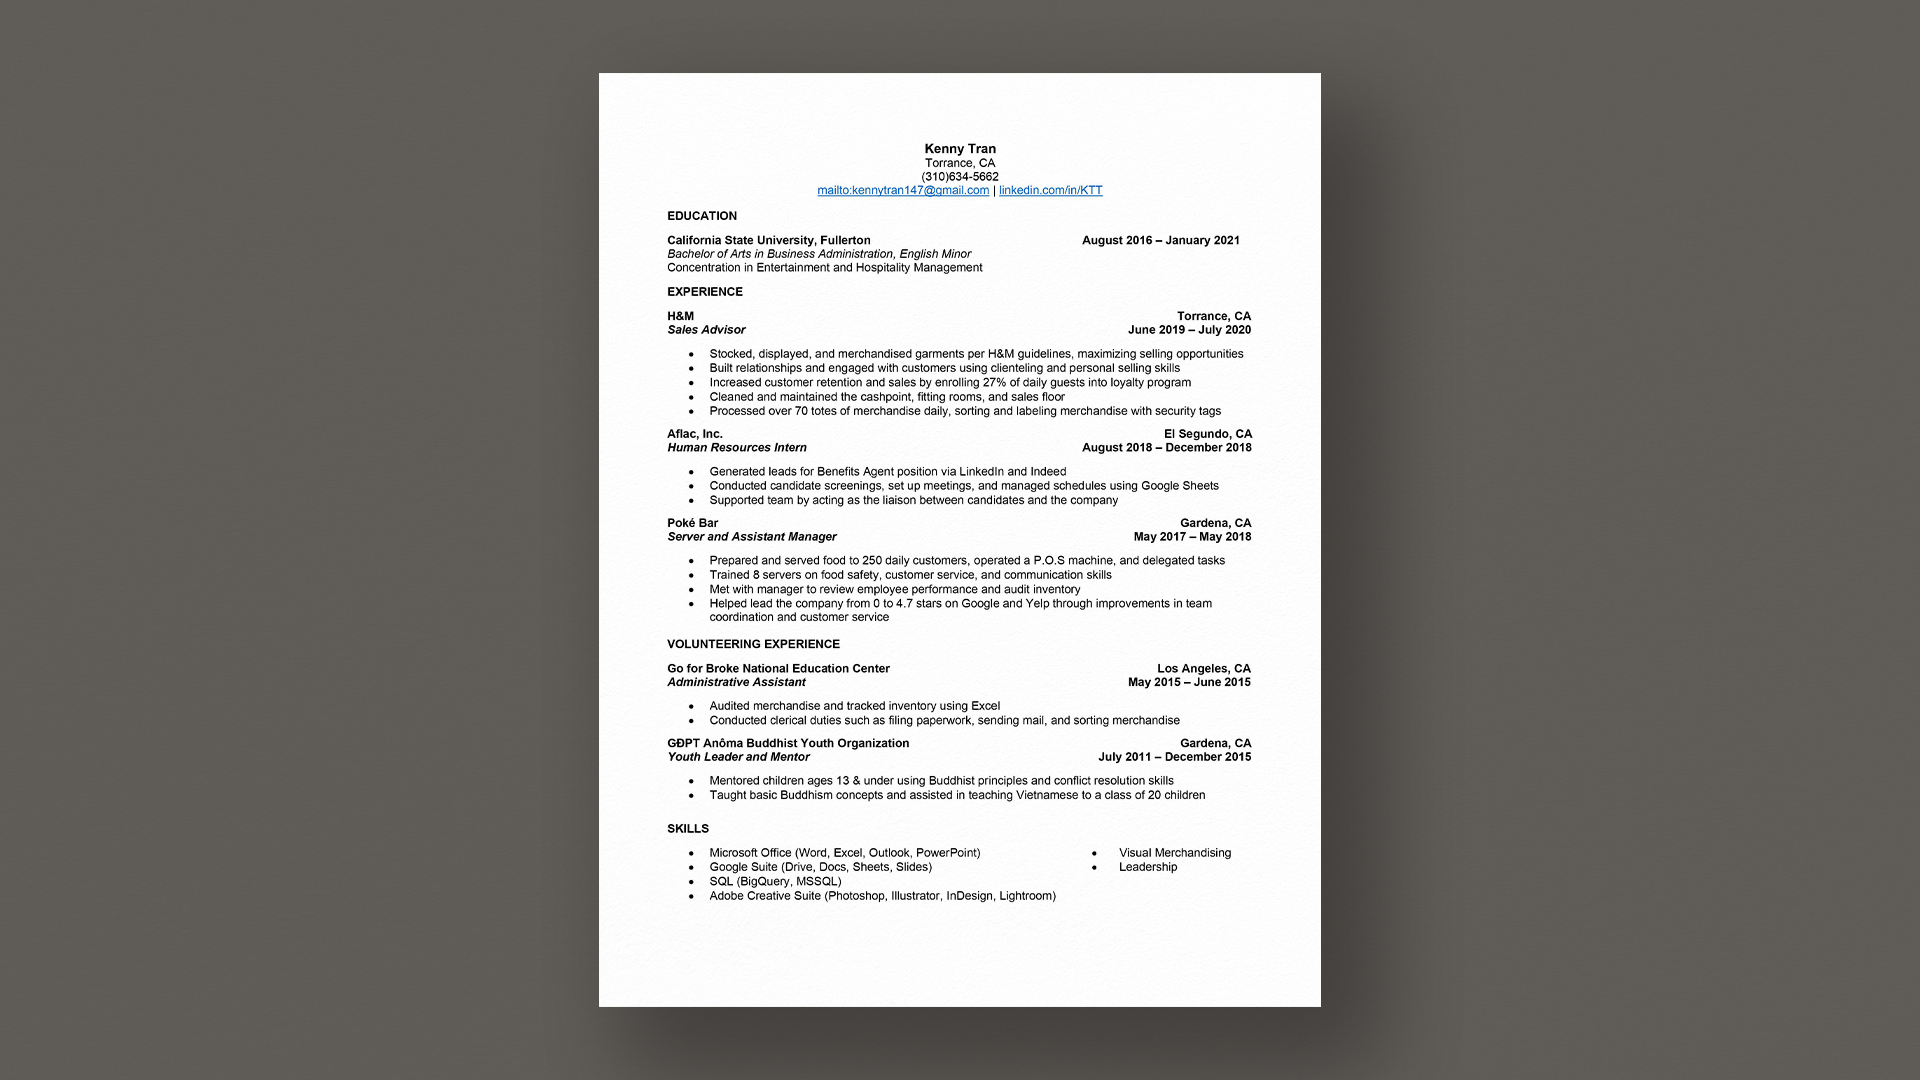 Kenny Tran
Torrance, CA
(310)634-5662
mailto:kennytran147@gmail.com | linkedin.com/in/KTT
EDUCATION
California State University, Fullerton August 2016 – January 2021
Bachelor of Arts in Business Administration, English Minor
Concentration in Entertainment and Hospitality Management
EXPERIENCE
H&M Torrance, CA
Sales Advisor June 2019 – July 2020
• Stocked, displayed, and merchandised garments per H&M guidelines, maximizing selling opportunities
• Built relationships and engaged with customers using clienteling and personal selling skills
• Increased customer retention and sales by enrolling 27% of daily guests into loyalty program
• Cleaned and maintained the cashpoint, fitting rooms, and sales floor
• Processed over 70 totes of merchandise daily, sorting and labeling merchandise with security tags
Aflac, Inc. El Segundo, CA
Human Resources Intern August 2018 – December 2018
• Generated leads for Benefits Agent position via LinkedIn and Indeed
• Conducted candidate screenings, set up meetings, and managed schedules using Google Sheets
• Supported team by acting as the liaison between candidates and the company
Poké Bar Gardena, CA
Server and Assistant Manager May 2017 – May 2018
• Prepared and served food to 250 daily customers, operated a P.O.S machine, and delegated tasks
• Trained 8 servers on food safety, customer service, and communication skills
• Met with manager to review employee performance and audit inventory
• Helped lead the company from 0 to 4.7 stars on Google and Yelp through improvements in team
coordination and customer service
VOLUNTEERING EXPERIENCE
Go for Broke National Education Center Los Angeles, CA
Administrative Assistant May 2015 – June 2015
• Audited merchandise and tracked inventory using Excel
• Conducted clerical duties such as filing paperwork, sending mail, and sorting merchandise
GĐPT Anôma Buddhist Youth Organization Gardena, CA
Youth Leader and Mentor July 2011 – December 2015
• Mentored children ages 13 & under using Buddhist principles and conflict resolution skills
• Taught basic Buddhism concepts and assisted in teaching Vietnamese to a class of 20 children
SKILLS
• Microsoft Office (Word, Excel, Outlook, PowerPoint) • Visual Merchandising
• Google Suite (Drive, Docs, Sheets, Slides) • Leadership
• SQL (BigQuery, MSSQL)
• Adobe Creative Suite (Photoshop, Illustrator, InDesign, Lightroom)